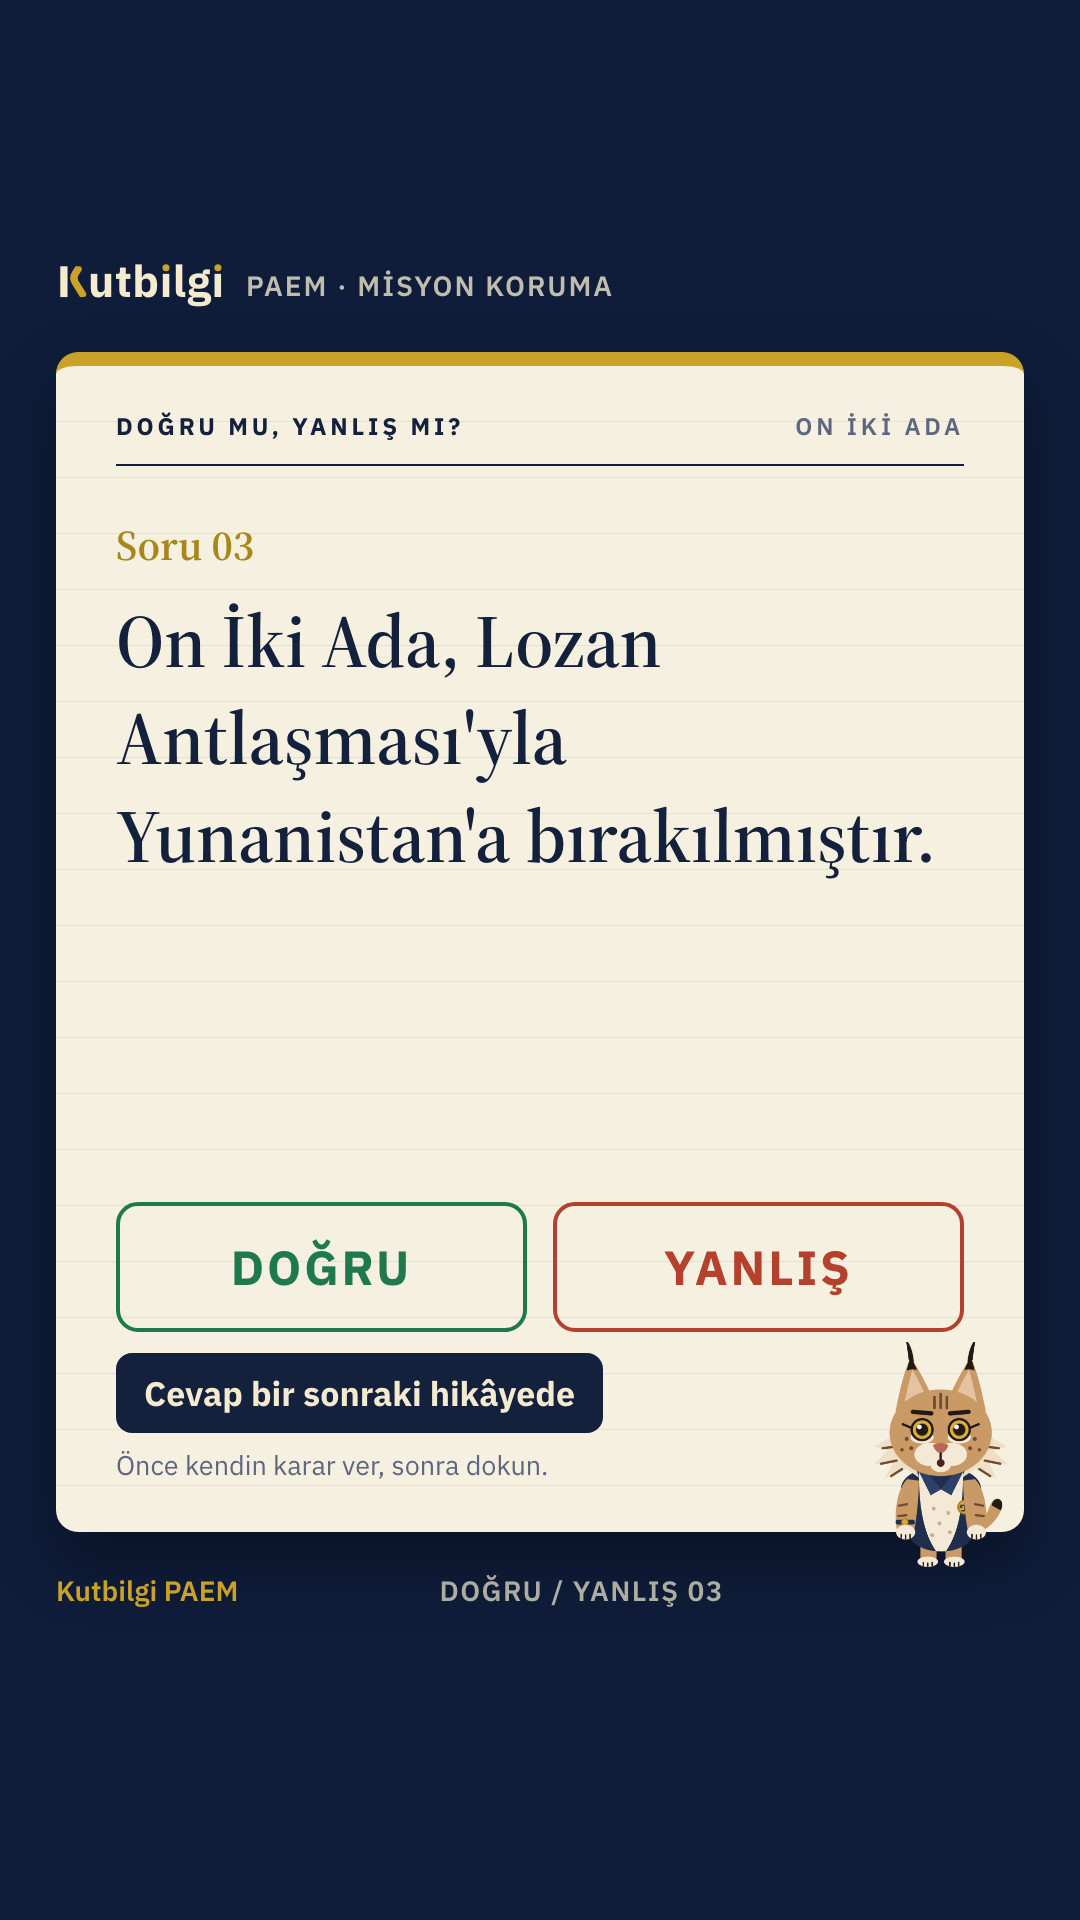 Kutbilgi PAEM · MİSYON KORUMA
DOĞRU MU, YANLIŞ MI? ON İKİ ADA
Soru 03
On İki Ada, Lozan
Antlaşması'yla
Yunanistan'a bırakılmıştır.
DOĞRU YANLIŞ
Cevap bir sonraki hikâyede
Önce kendin karar ver, sonra dokun.
Kutbilgi PAEM DOĞRU / YANLIŞ 03